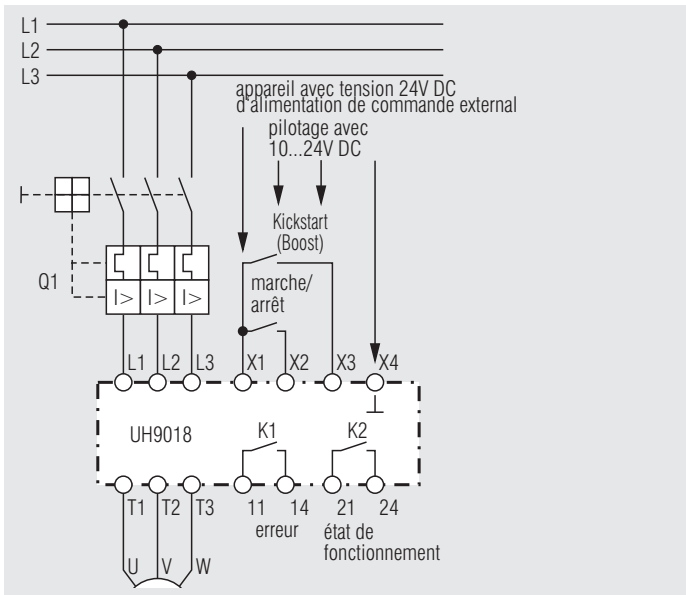 L1
L2
L3
appareil avec tension 24V DC
d'alimentation de commande external
pilotage avec
10...24V DC
Kickstart
(Boost)
Q1
I> I> I>
marche/
arrêt
L1 L2 L3 X1 X2 X3 X4
UH9018 K1 K2
T1 T2 T3 11 14 21 24
erreur
état de
fonctionnement
U V W